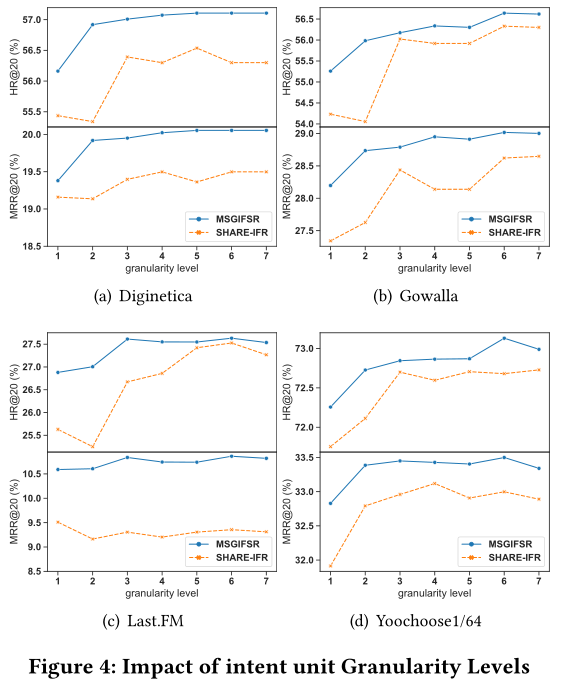 57.0
56.5
56.0
55.5
HR@20 (%)
20.0
19.5
19.0
18.5
MRR@20 (%)
MSGIFSR
SHARE-IFR
1 2 3 4 5 6 7
granularity level
(a) Diginetica
56.5
56.0
55.5
55.0
54.5
54.0
HR@20 (%)
29.0
28.5
28.0
27.5
MRR@20 (%)
MSGIFSR
SHARE-IFR
1 2 3 4 5 6 7
granularity level
(b) Gowalla
27.5
27.0
26.5
26.0
25.5
HR@20 (%)
10.5
10.0
9.5
9.0
8.5
MRR@20 (%)
MSGIFSR
SHARE-IFR
1 2 3 4 5 6 7
granularity level
(c) Last.FM
73.0
72.5
72.0
HR@20 (%)
33.5
33.0
32.5
32.0
MRR@20 (%)
MSGIFSR
SHARE-IFR
1 2 3 4 5 6 7
granularity level
(d) Yoochoose1/64
Figure 4: Impact of intent unit Granularity Levels